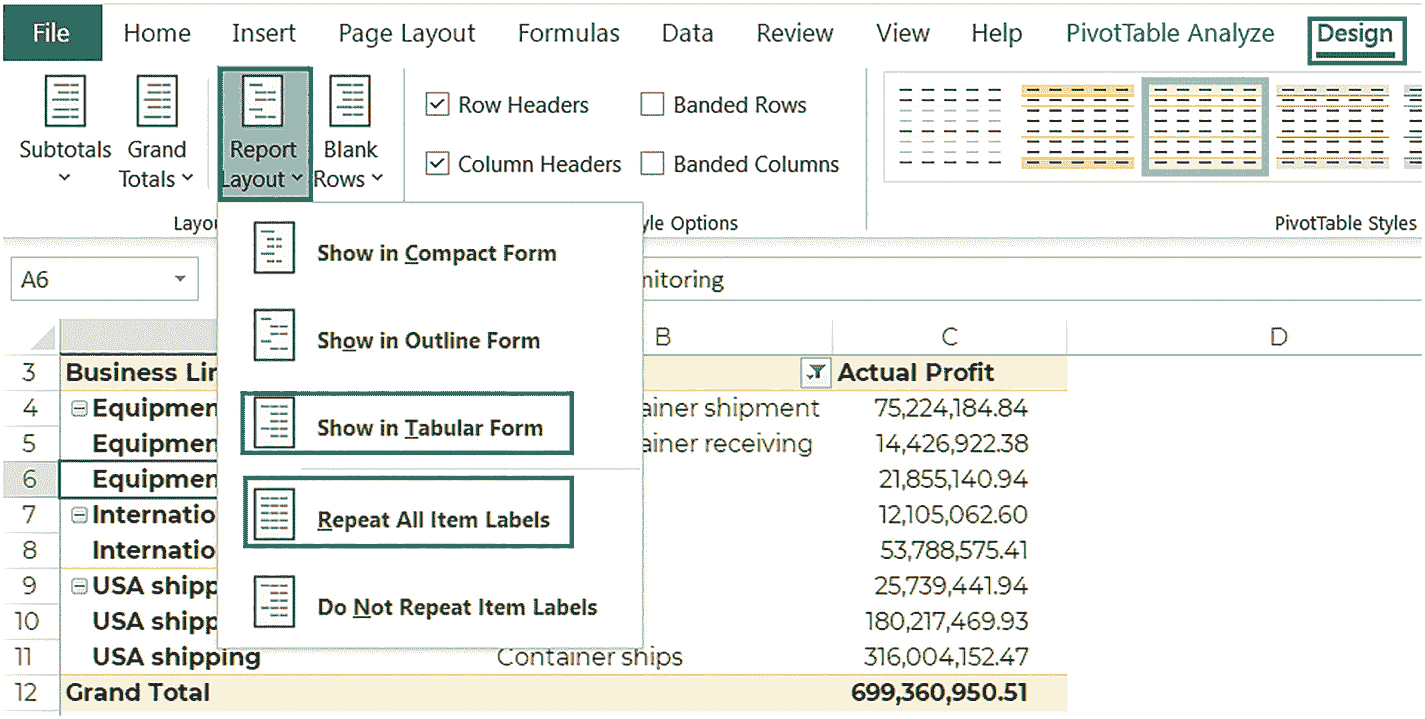 File Home Insert Page Layout Formulas Data Review View Help PivotTable Analyze Design
Subtotals
Grand Totals
Report Layout
Blank Rows
Row Headers
Banded Rows
Column Headers
Banded Columns
Layou
yle Options
PivotTable Styles
Show in Compact Form
Show in Outline Form
Show in Tabular Form
Repeat All Item Labels
Do Not Repeat Item Labels
A6
nitoring
B C D
3 Business Lin Actual Profit
4 Equipmen ainer shipment 75,224,184.84
5 Equipmen ainer receiving 14,426,922.38
6 Equipmen 21,855,140.94
7 Internatio 12,105,062.60
8 Internatio 53,788,575.41
9 USA shipp 25,739,441.94
10 USA shipp 180,217,469.93
11 USA shipping Container ships 316,004,152.47
12 Grand Total 699,360,950.51